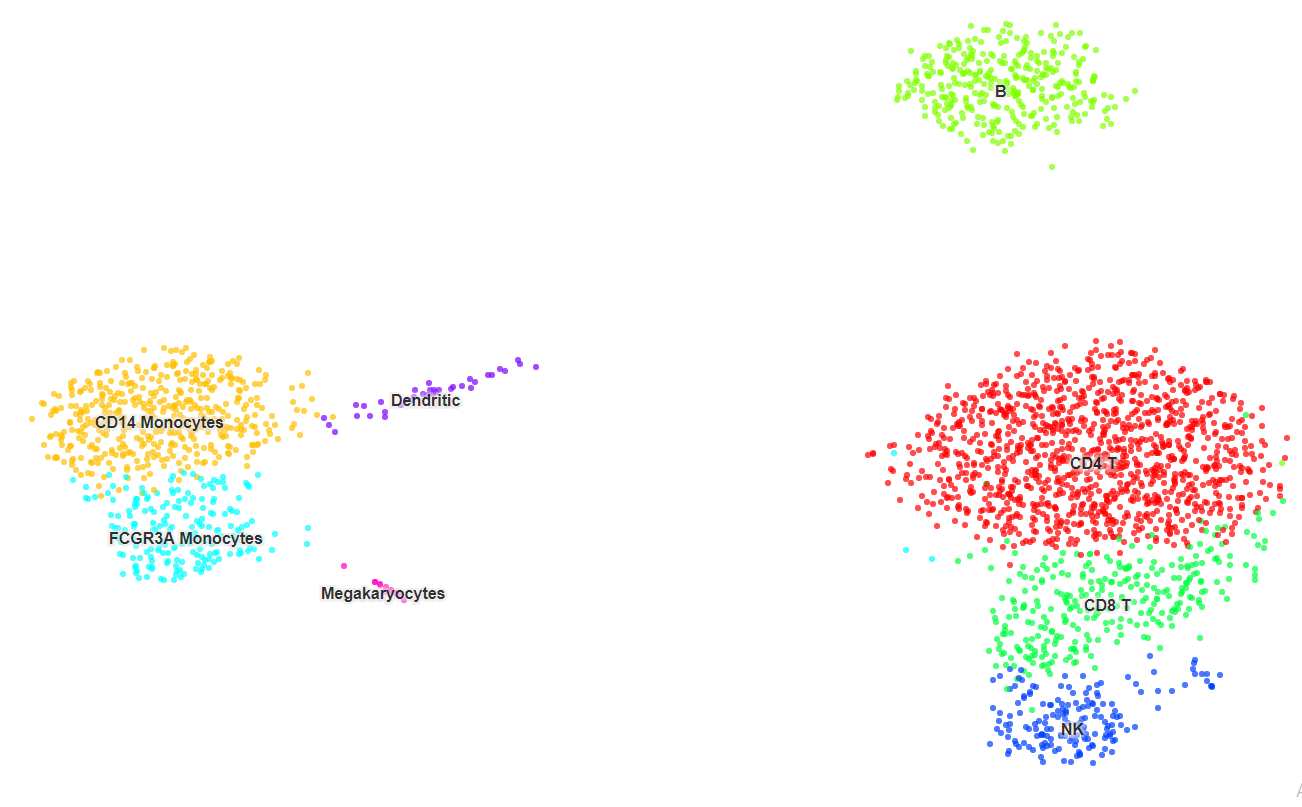 B
Dendritic
CD14 Monocytes
CD4 T
FCGR3A Monocytes
Megakaryocytes
CD8 T
NK